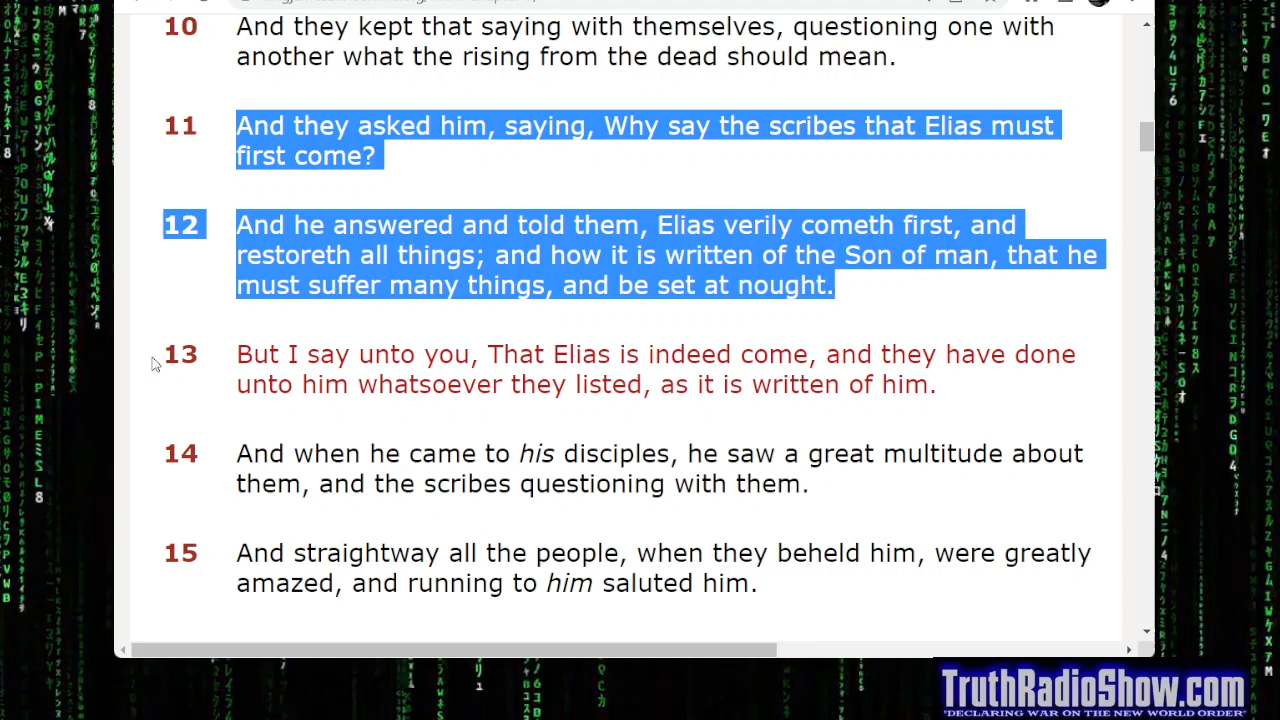 10 And they kept that saying with themselves, questioning one with
another what the rising from the dead should mean.
11 And they asked him, saying, Why say the scribes that Elias must
first come?
12 And he answered and told them, Elias verily cometh first, and
restoreth all things; and how it is written of the Son of man, that he
must suffer many things, and be set at nought.
13 But I say unto you, That Elias is indeed come, and they have done
unto him whatsoever they listed, as it is written of him.
14 And when he came to his disciples, he saw a great multitude about
them, and the scribes questioning with them.
15 And straightway all the people, when they beheld him, were greatly
amazed, and running to him saluted him.
TruthRadioShow.com
"DECLARING WAR ON THE NEW WORLD ORDER"